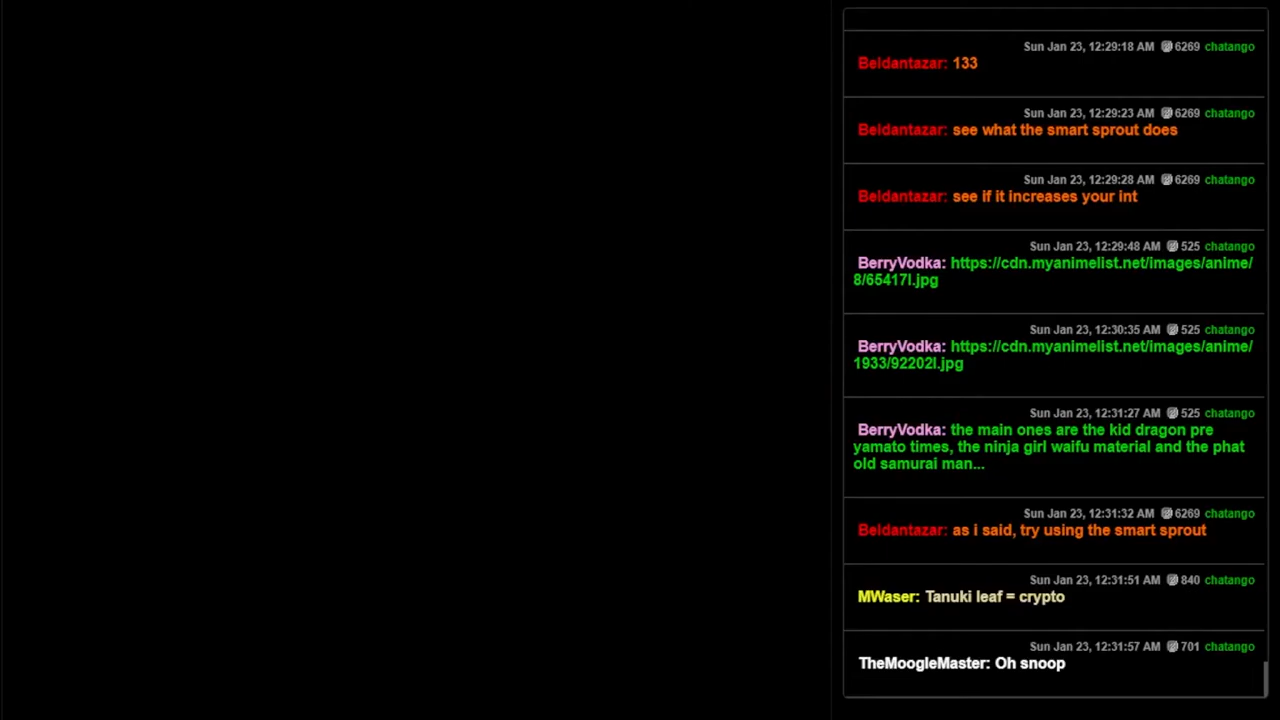 Sun Jan 23, 12:29:18 AM 6269 chatango
Beldantazar: 133
Sun Jan 23, 12:29:23 AM 6269 chatango
Beldantazar: see what the smart sprout does
Sun Jan 23, 12:29:28 AM 6269 chatango
Beldantazar: see if it increases your int
Sun Jan 23, 12:29:48 AM 525 chatango
BerryVodka: https://cdn.myanimelist.net/images/anime/
8/65417l.jpg
Sun Jan 23, 12:30:35 AM 525 chatango
BerryVodka: https://cdn.myanimelist.net/images/anime/
1933/92202l.jpg
Sun Jan 23, 12:31:27 AM 525 chatango
BerryVodka: the main ones are the kid dragon pre
yamato times, the ninja girl waifu material and the phat
old samurai man...
Sun Jan 23, 12:31:32 AM 6269 chatango
Beldantazar: as i said, try using the smart sprout
Sun Jan 23, 12:31:51 AM 840 chatango
MWaser: Tanuki leaf = crypto
Sun Jan 23, 12:31:57 AM 701 chatango
TheMoogleMaster: Oh snoop